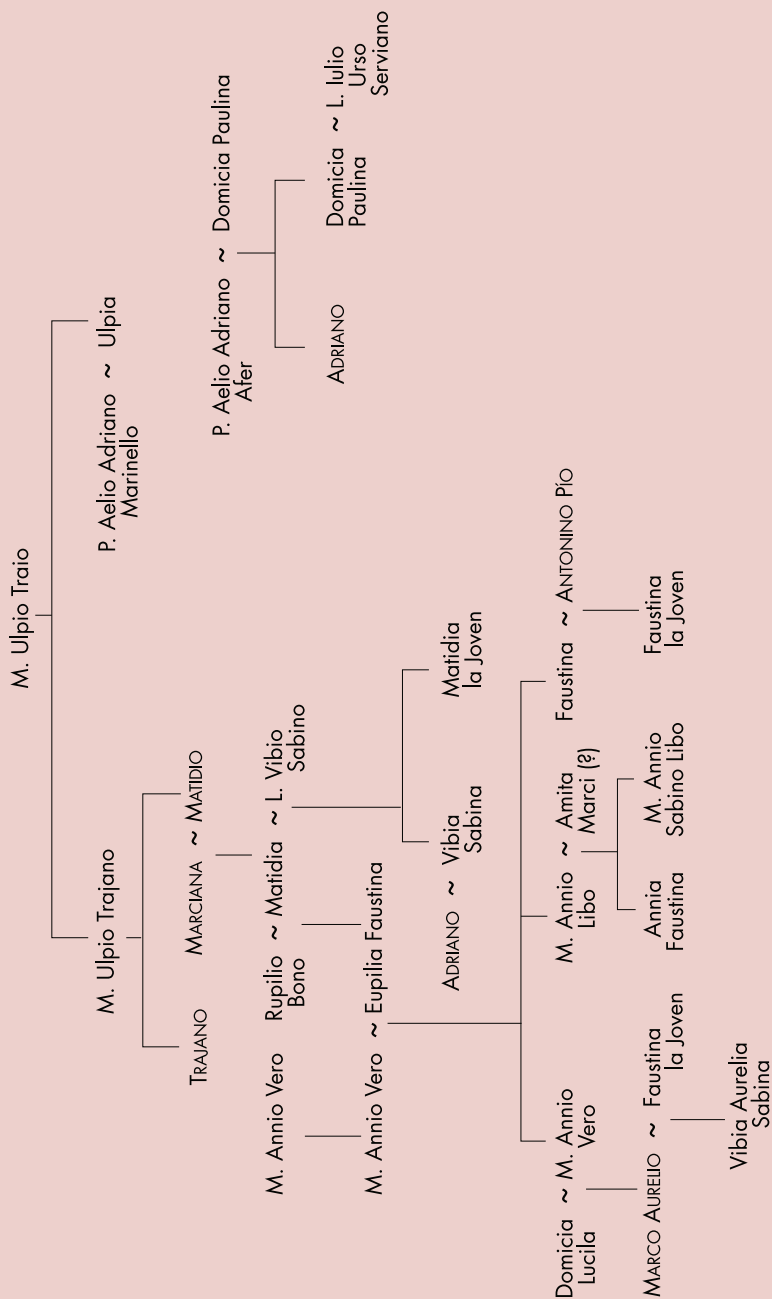 M. Ulpio Traio
M. Ulpio Trajano
P. Aelio Adriano ~ Ulpia
Marinello
TRAJANO
MARCIANA ~ MATIDIO
P. Aelio Adriano ~ Domicia Paulina
Afer
M. Annio Vero
Rupilio ~ Matidia ~ L. Vibio
Bono
Sabino
ADRIANO
Domicia ~ L. Iulio
Paulina
Urso
Serviano
M. Annio Vero ~ Eupilia Faustina
ADRIANO ~ Vibia
Sabina
Matidia
la Joven
Domicia ~ M. Annio
Lucila
Vero
M. Annio ~ Amita
Libo
Marci (?)
Faustina ~ ANTONINO PÍO
MARCO AURELIO ~ Faustina
la Joven
Annia
Faustina
M. Annio
Sabino Libo
Faustina
la Joven
Vibia Aurelia
Sabina